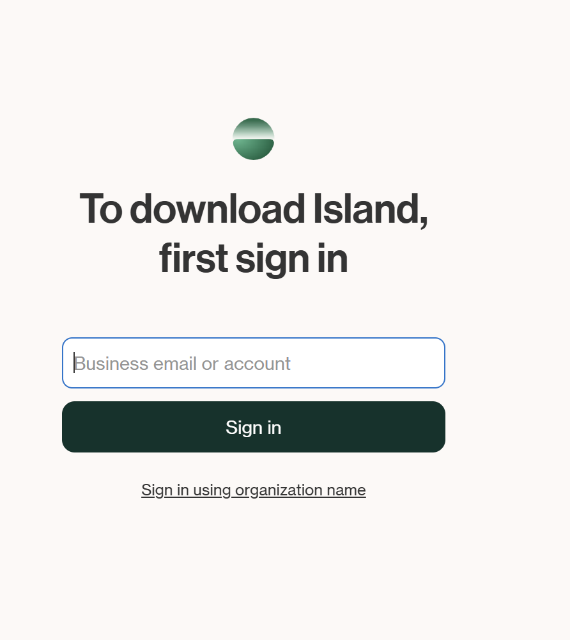 To download Island,
first sign in
Business email or account
Sign in
Sign in using organization name